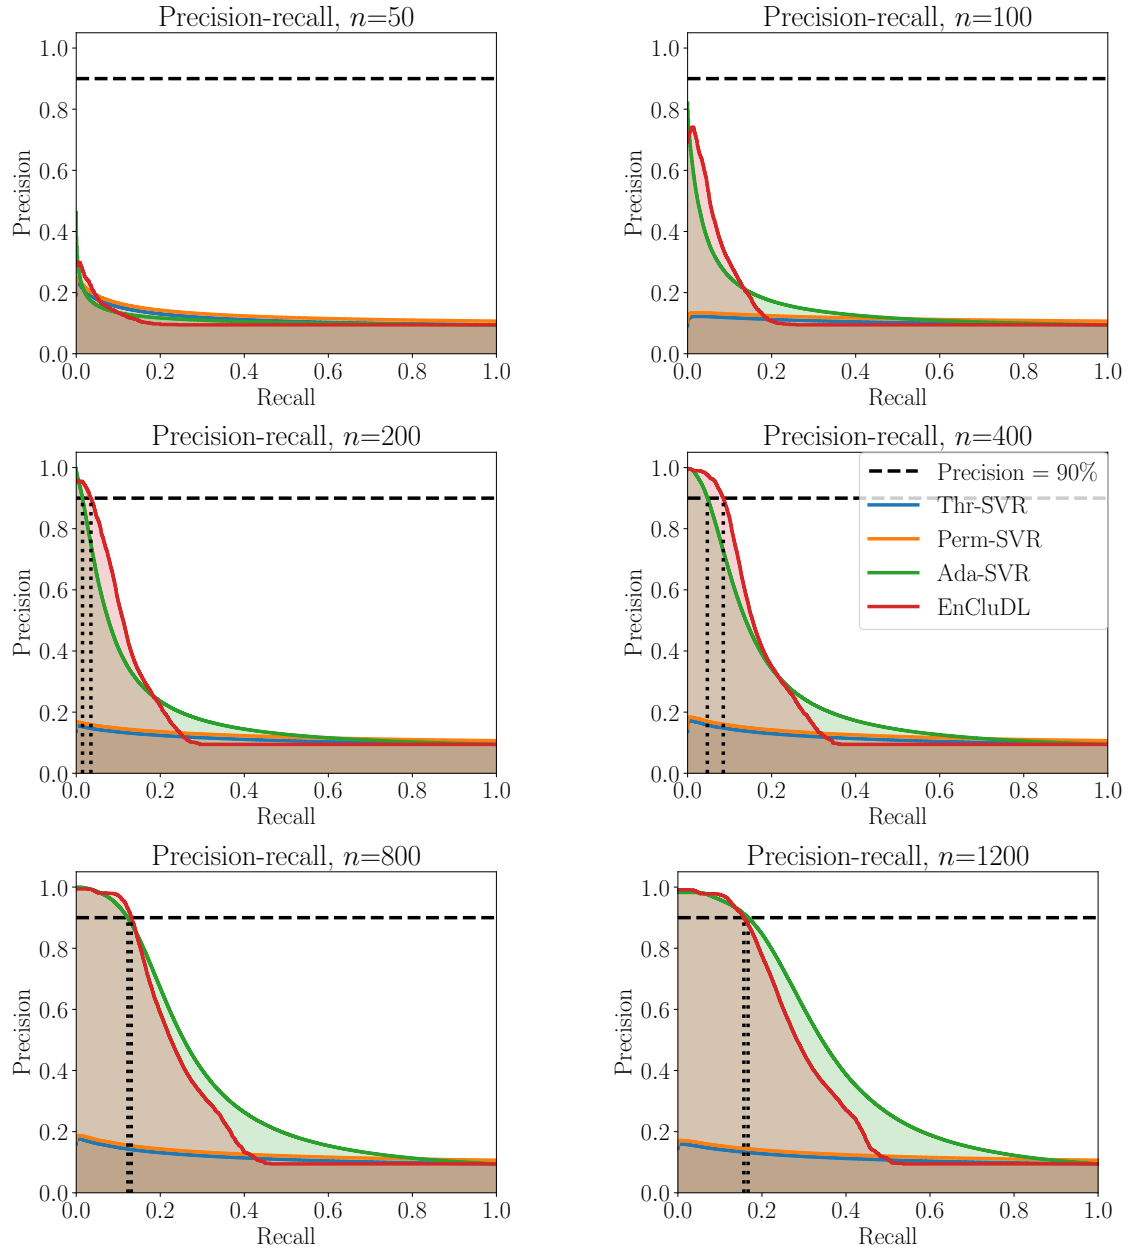 Precision-recall, n=50
1.0
0.8
0.6
0.4
0.2
0.0
Precision
0.0 0.2 0.4 0.6 0.8 1.0
Recall
Precision-recall, n=100
1.0
0.8
0.6
0.4
0.2
0.0
Precision
0.0 0.2 0.4 0.6 0.8 1.0
Recall
Precision-recall, n=200
1.0
0.8
0.6
0.4
0.2
0.0
Precision
0.0 0.2 0.4 0.6 0.8 1.0
Recall
Precision-recall, n=400
1.0
0.8
0.6
0.4
0.2
0.0
Precision
0.0 0.2 0.4 0.6 0.8 1.0
Recall
Precision = 90%
Thr-SVR
Perm-SVR
Ada-SVR
EnCluDL
Precision-recall, n=800
1.0
0.8
0.6
0.4
0.2
0.0
Precision
0.0 0.2 0.4 0.6 0.8 1.0
Recall
Precision-recall, n=1200
1.0
0.8
0.6
0.4
0.2
0.0
Precision
0.0 0.2 0.4 0.6 0.8 1.0
Recall